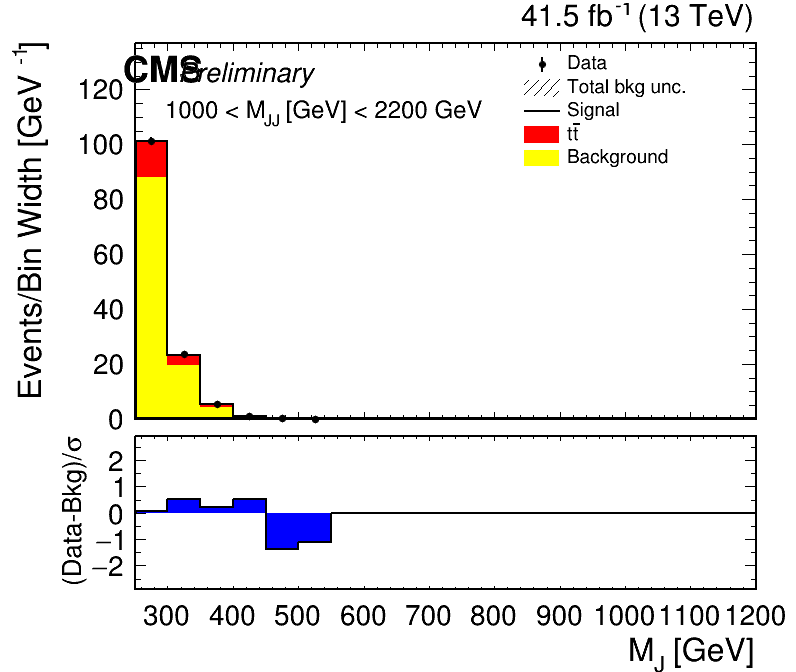 41.5 fb⁻¹ (13 TeV)
CMS Preliminary
1000 < M_JJ [GeV] < 2200 GeV
Data
Total bkg unc.
Signal
tt̄
Background
Events/Bin Width [GeV⁻¹]
120
100
80
60
40
20
0
(Data-Bkg)/σ
2
1
0
−1
−2
300 400 500 600 700 800 900 1000 1100 1200
M_J [GeV]